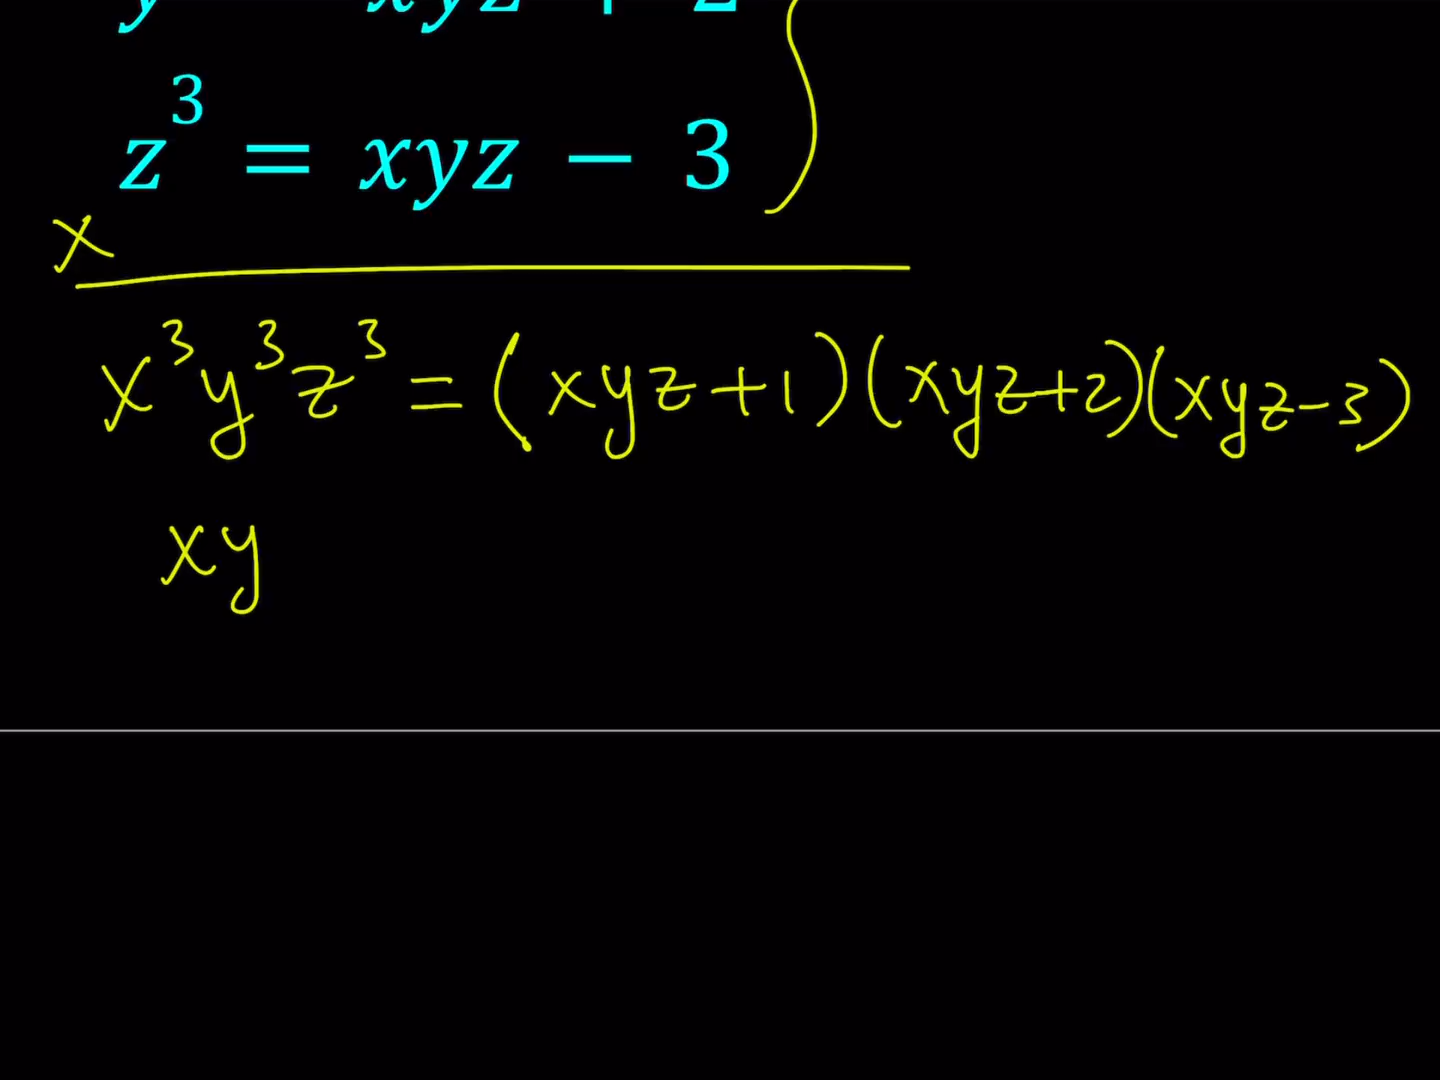 z³ = xyz − 3
x
x³y³z³ = (xyz+1)(xyz+2)(xyz-3)
xy